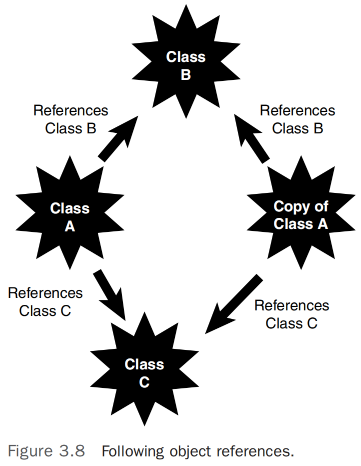 Class
B
References
Class B
References
Class B
Class
A
Copy of
Class A
References
Class C
References
Class C
Class
C
Figure 3.8 Following object references.